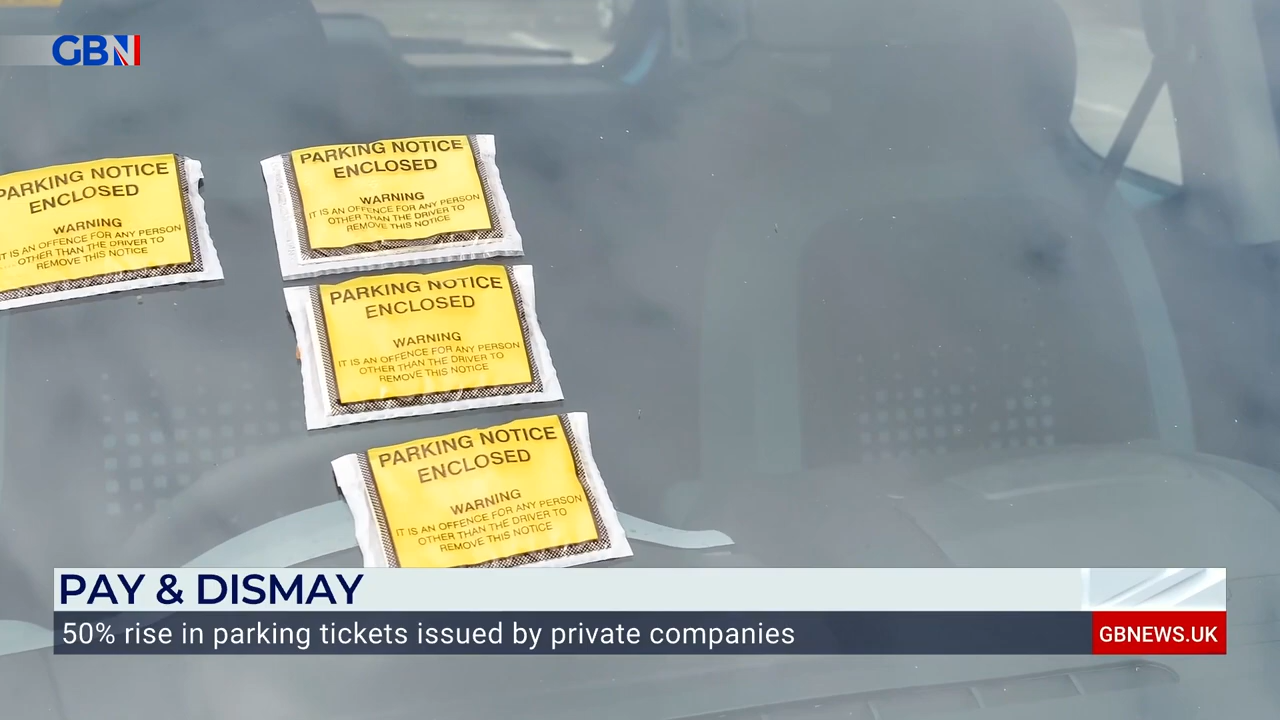 GBN
PARKING NOTICE
ENCLOSED
WARNING
IT IS AN OFFENCE FOR ANY PERSON
OTHER THAN THE DRIVER TO
REMOVE THIS NOTICE
PARKING NOTICE
ENCLOSED
WARNING
IT IS AN OFFENCE FOR ANY PERSON
OTHER THAN THE DRIVER TO
REMOVE THIS NOTICE
PARKING NOTICE
ENCLOSED
WARNING
IT IS AN OFFENCE FOR ANY PERSON
OTHER THAN THE DRIVER TO
REMOVE THIS NOTICE
PARKING NOTICE
ENCLOSED
WARNING
IT IS AN OFFENCE FOR ANY PERSON
OTHER THAN THE DRIVER TO
REMOVE THIS NOTICE
PAY & DISMAY
50% rise in parking tickets issued by private companies
GBNEWS.UK